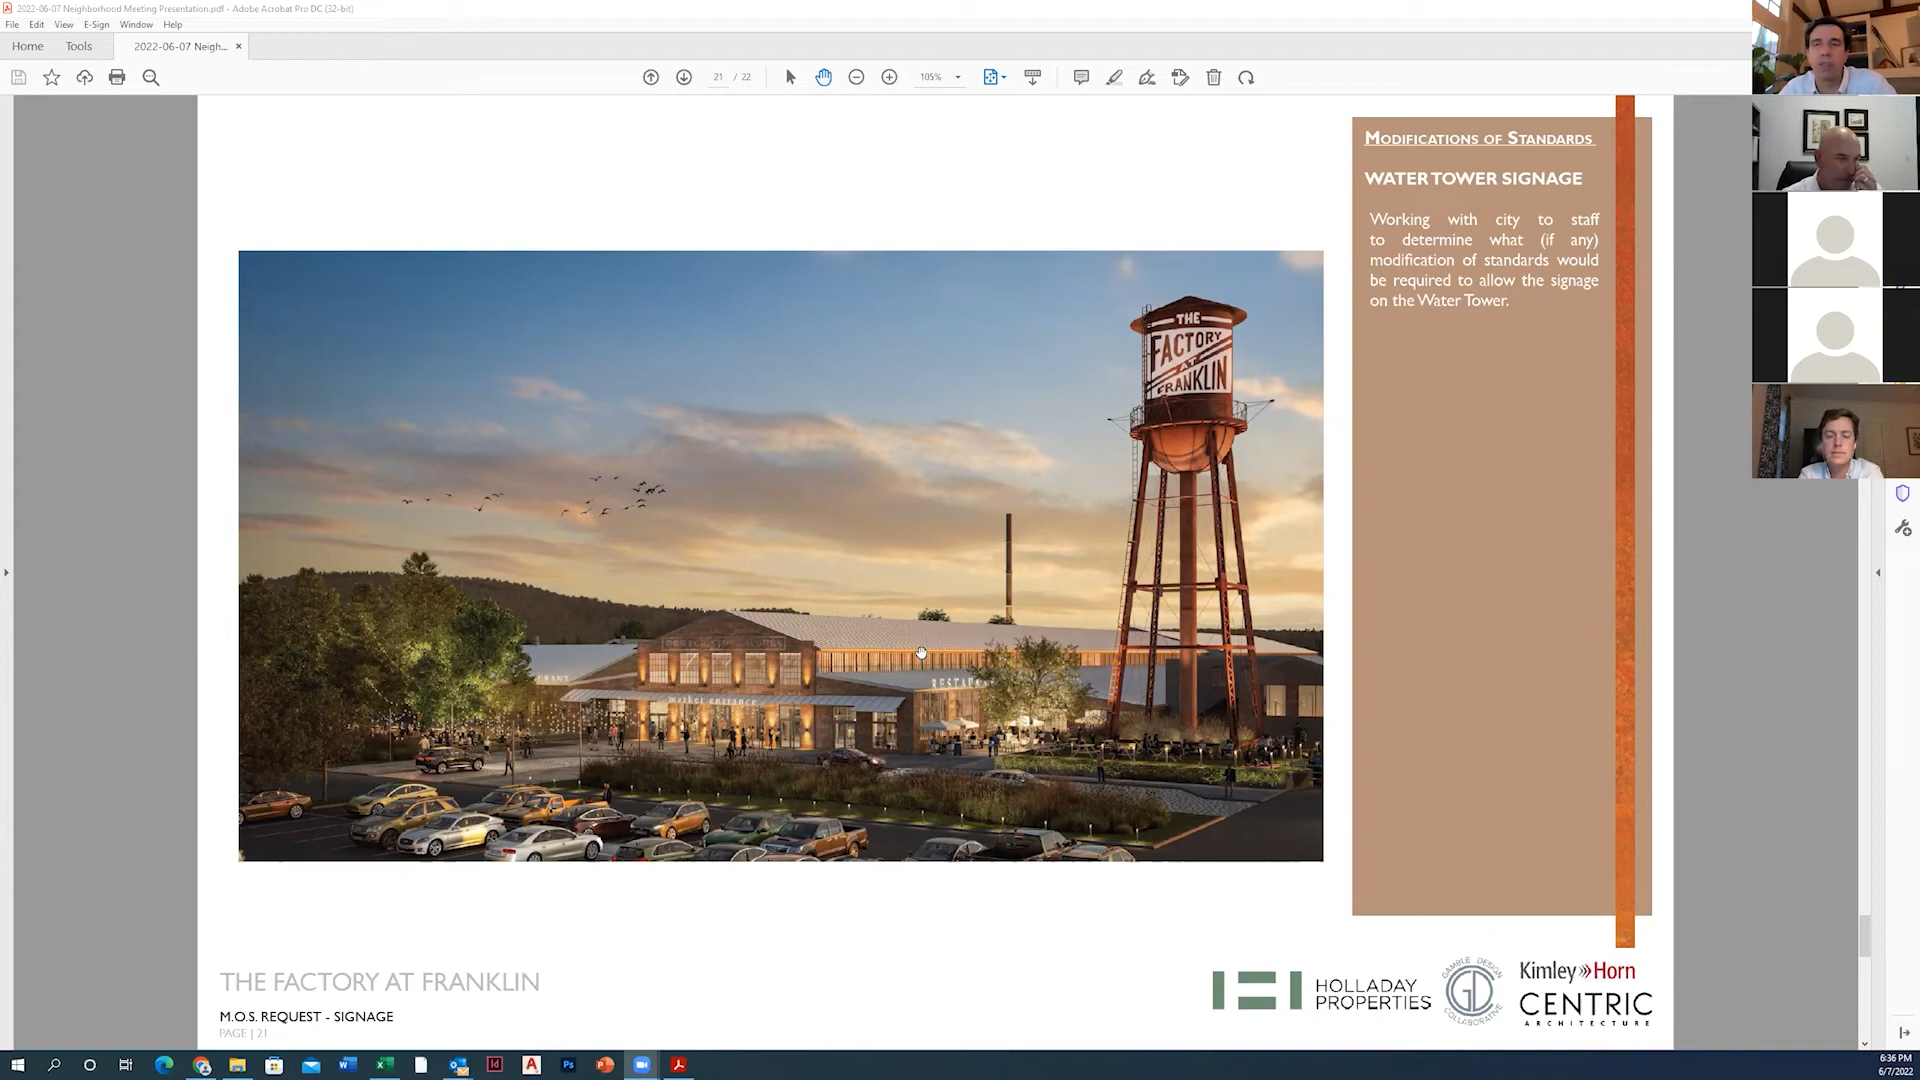 2022-06-07 Neighborhood Meeting Presentation.pdf - Adobe Acrobat Pro DC (32-bit)
File Edit View E-Sign Window Help
Home Tools 2022-06-07 Neigh... ×
21 / 22 105%
MODIFICATIONS OF STANDARDS
WATER TOWER SIGNAGE
Working with city to staff
to determine what (if any)
modification of standards would
be required to allow the signage
on the Water Tower.
THE
FACTORY
AT
FRANKLIN
market entrance
THE FACTORY AT FRANKLIN
M.O.S. REQUEST - SIGNAGE
PAGE | 21
HOLLADAY
PROPERTIES
GAMBLE DESIGN
COLLABORATIVE
Kimley»Horn
CENTRIC
ARCHITECTURE
6:36 PM
6/7/2022